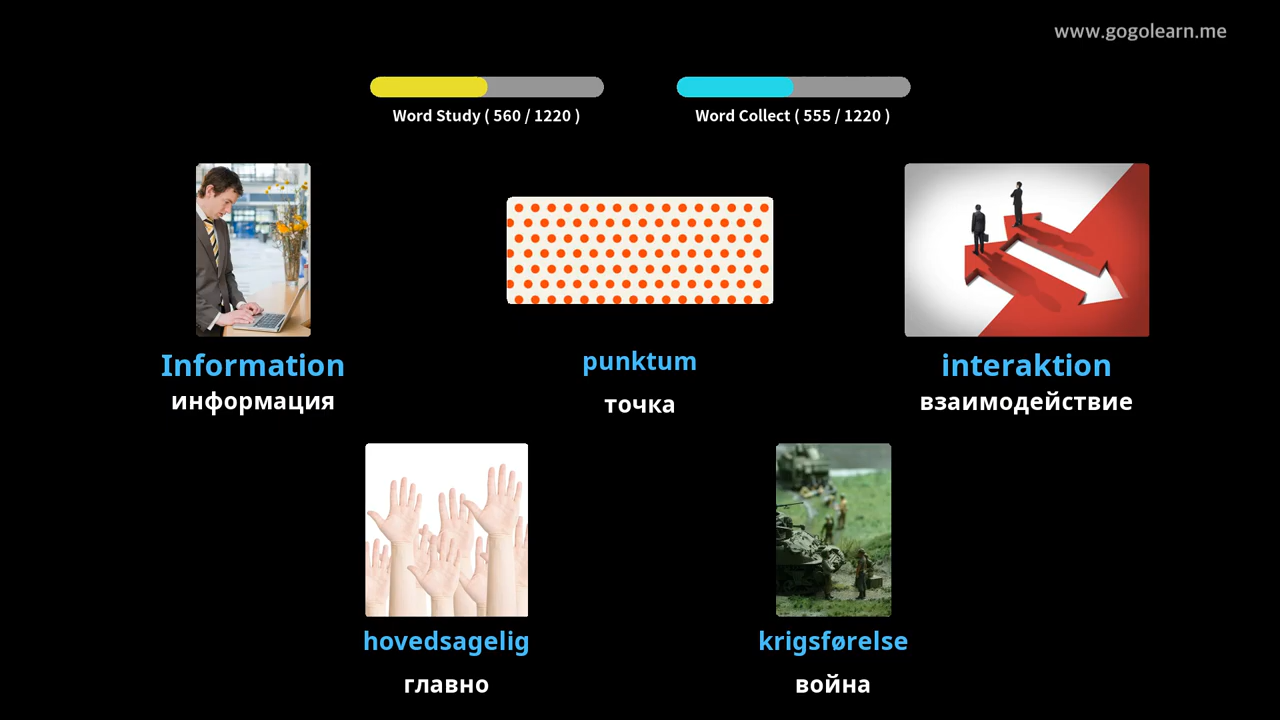 www.gogolearn.me
Word Study ( 560 / 1220 )
Word Collect ( 555 / 1220 )
Information
информация
punktum
точка
interaktion
взаимодействие
hovedsagelig
главно
krigsførelse
война